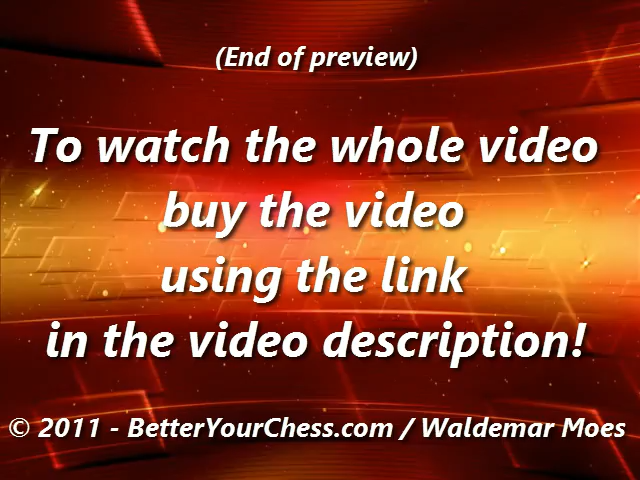 (End of preview)
To watch the whole video
buy the video
using the link
in the video description!
© 2011 - BetterYourChess.com / Waldemar Moes